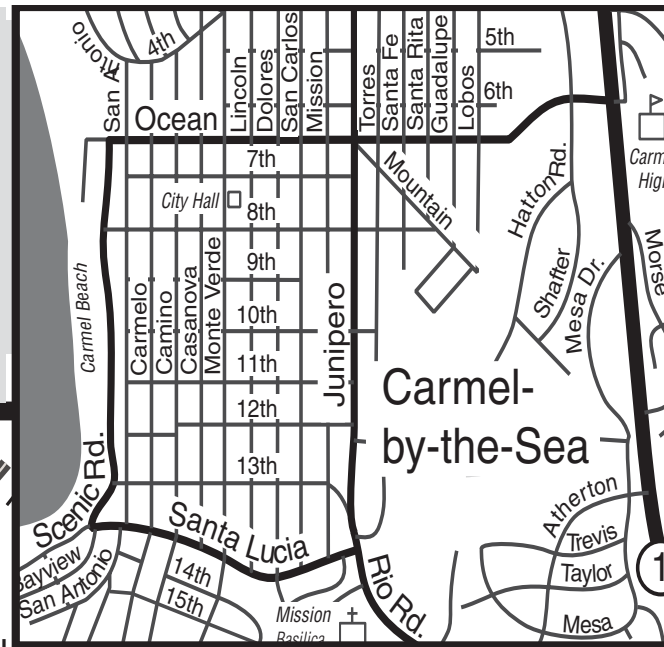 San Antonio
4th
Lincoln
Dolores
San Carlos
Mission
Torres
Santa Fe
Santa Rita
Guadalupe
Lobos
5th
6th
Ocean
7th
Mountain
Hatton Rd.
Carm
High
City Hall
8th
9th
Shafter
Mesa Dr.
Morse
Carmel Beach
Carmelo
Camino
Casanova
Monte Verde
10th
Junipero
11th
Carmel-
by-the-Sea
12th
13th
Scenic Rd.
Santa Lucia
Atherton
Trevis
Taylor
1
Bayview
San Antonio
14th
15th
Rio Rd.
Mesa
Mission
Basilica